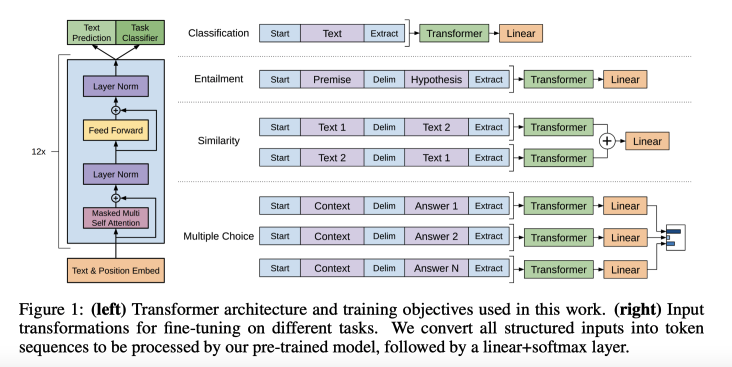 Text Prediction
Task Classifier
12x
Layer Norm
+
Feed Forward
Layer Norm
+
Masked Multi Self Attention
Text & Position Embed
Classification
Start Text Extract Transformer Linear
Entailment
Start Premise Delim Hypothesis Extract Transformer Linear
Similarity
Start Text 1 Delim Text 2 Extract Transformer
+ Linear
Start Text 2 Delim Text 1 Extract Transformer
Multiple Choice
Start Context Delim Answer 1 Extract Transformer Linear
Start Context Delim Answer 2 Extract Transformer Linear
Start Context Delim Answer N Extract Transformer Linear
Figure 1: (left) Transformer architecture and training objectives used in this work. (right) Input
transformations for fine-tuning on different tasks. We convert all structured inputs into token
sequences to be processed by our pre-trained model, followed by a linear+softmax layer.